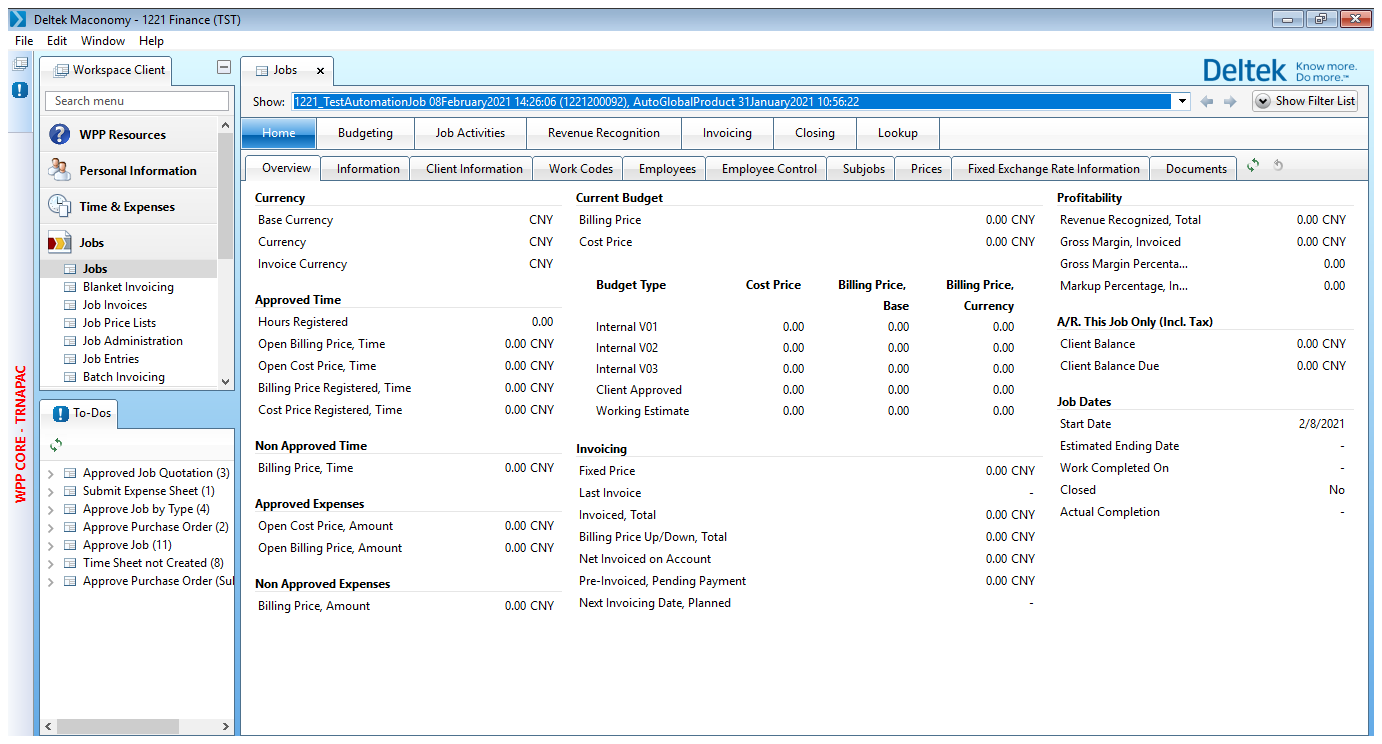 Deltek Maconomy - 1221 Finance (TST)
File Edit Window Help
WPP CORE - TRNAPAC
Workspace Client
Search menu
WPP Resources
Personal Information
Time & Expenses
Jobs
Jobs
Blanket Invoicing
Job Invoices
Job Price Lists
Job Administration
Job Entries
Batch Invoicing
To-Dos
Approved Job Quotation (3)
Submit Expense Sheet (1)
Approve Job by Type (4)
Approve Purchase Order (2)
Approve Job (11)
Time Sheet not Created (8)
Approve Purchase Order (Su
Jobs
Deltek Know more.
Do more.™
Show: 1221_TestAutomationJob 08February2021 14:26:06 (1221200092), AutoGlobalProduct 31January2021 10:56:22 Show Filter List
Home Budgeting Job Activities Revenue Recognition Invoicing Closing Lookup
Overview Information Client Information Work Codes Employees Employee Control Subjobs Prices Fixed Exchange Rate Information Documents
Currency
Base Currency CNY
Currency CNY
Invoice Currency CNY
Approved Time
Hours Registered 0.00
Open Billing Price, Time 0.00 CNY
Open Cost Price, Time 0.00 CNY
Billing Price Registered, Time 0.00 CNY
Cost Price Registered, Time 0.00 CNY
Non Approved Time
Billing Price, Time 0.00 CNY
Approved Expenses
Open Cost Price, Amount 0.00 CNY
Open Billing Price, Amount 0.00 CNY
Non Approved Expenses
Billing Price, Amount 0.00 CNY
Current Budget
Billing Price 0.00 CNY
Cost Price 0.00 CNY
Budget Type Cost Price Billing Price, Billing Price,
Base Currency
Internal V01 0.00 0.00 0.00
Internal V02 0.00 0.00 0.00
Internal V03 0.00 0.00 0.00
Client Approved 0.00 0.00 0.00
Working Estimate 0.00 0.00 0.00
Invoicing
Fixed Price 0.00 CNY
Last Invoice -
Invoiced, Total 0.00 CNY
Billing Price Up/Down, Total 0.00 CNY
Net Invoiced on Account 0.00 CNY
Pre-Invoiced, Pending Payment 0.00 CNY
Next Invoicing Date, Planned -
Profitability
Revenue Recognized, Total 0.00 CNY
Gross Margin, Invoiced 0.00 CNY
Gross Margin Percenta... 0.00
Markup Percentage, In... 0.00
A/R. This Job Only (Incl. Tax)
Client Balance 0.00 CNY
Client Balance Due 0.00 CNY
Job Dates
Start Date 2/8/2021
Estimated Ending Date -
Work Completed On -
Closed No
Actual Completion -